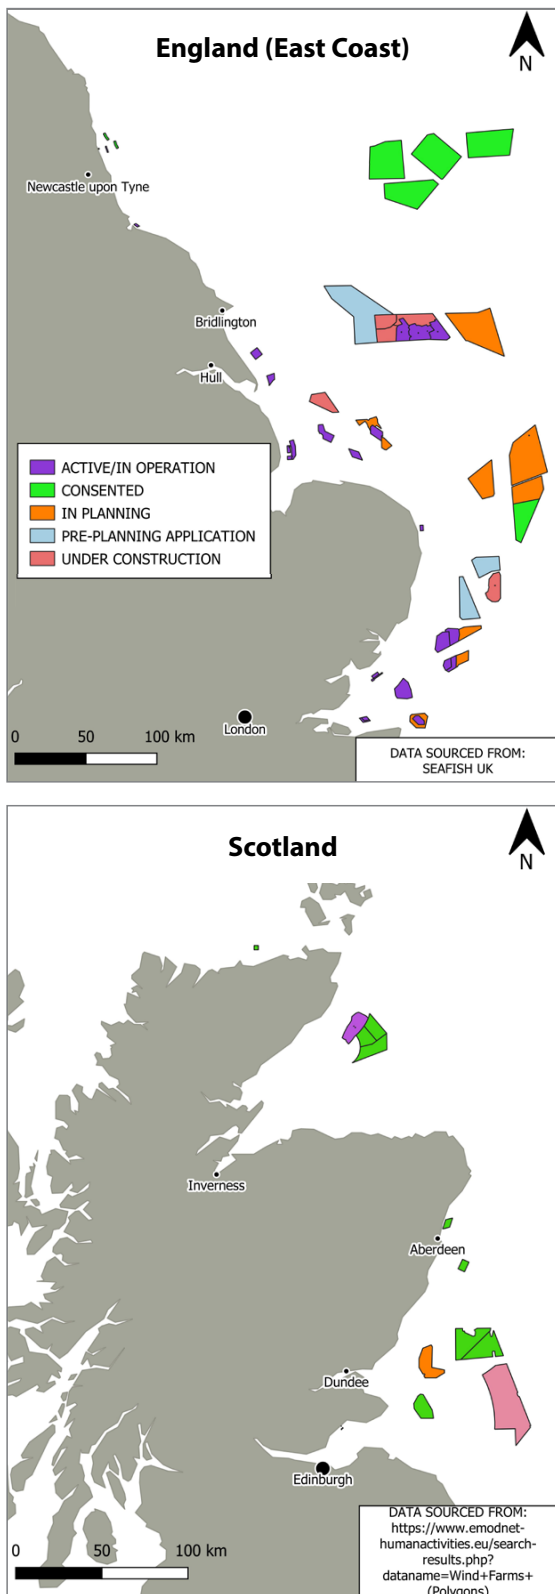 England (East Coast)
N
Newcastle upon Tyne
Bridlington
Hull
ACTIVE/IN OPERATION
CONSENTED
IN PLANNING
PRE-PLANNING APPLICATION
UNDER CONSTRUCTION
London
0 50 100 km
DATA SOURCED FROM:
SEAFISH UK
Scotland
N
Inverness
Aberdeen
Dundee
Edinburgh
0 50 100 km
DATA SOURCED FROM:
https://www.emodnet-
humanactivities.eu/search-
results.php?
dataname=Wind+Farms+
(Polygons)